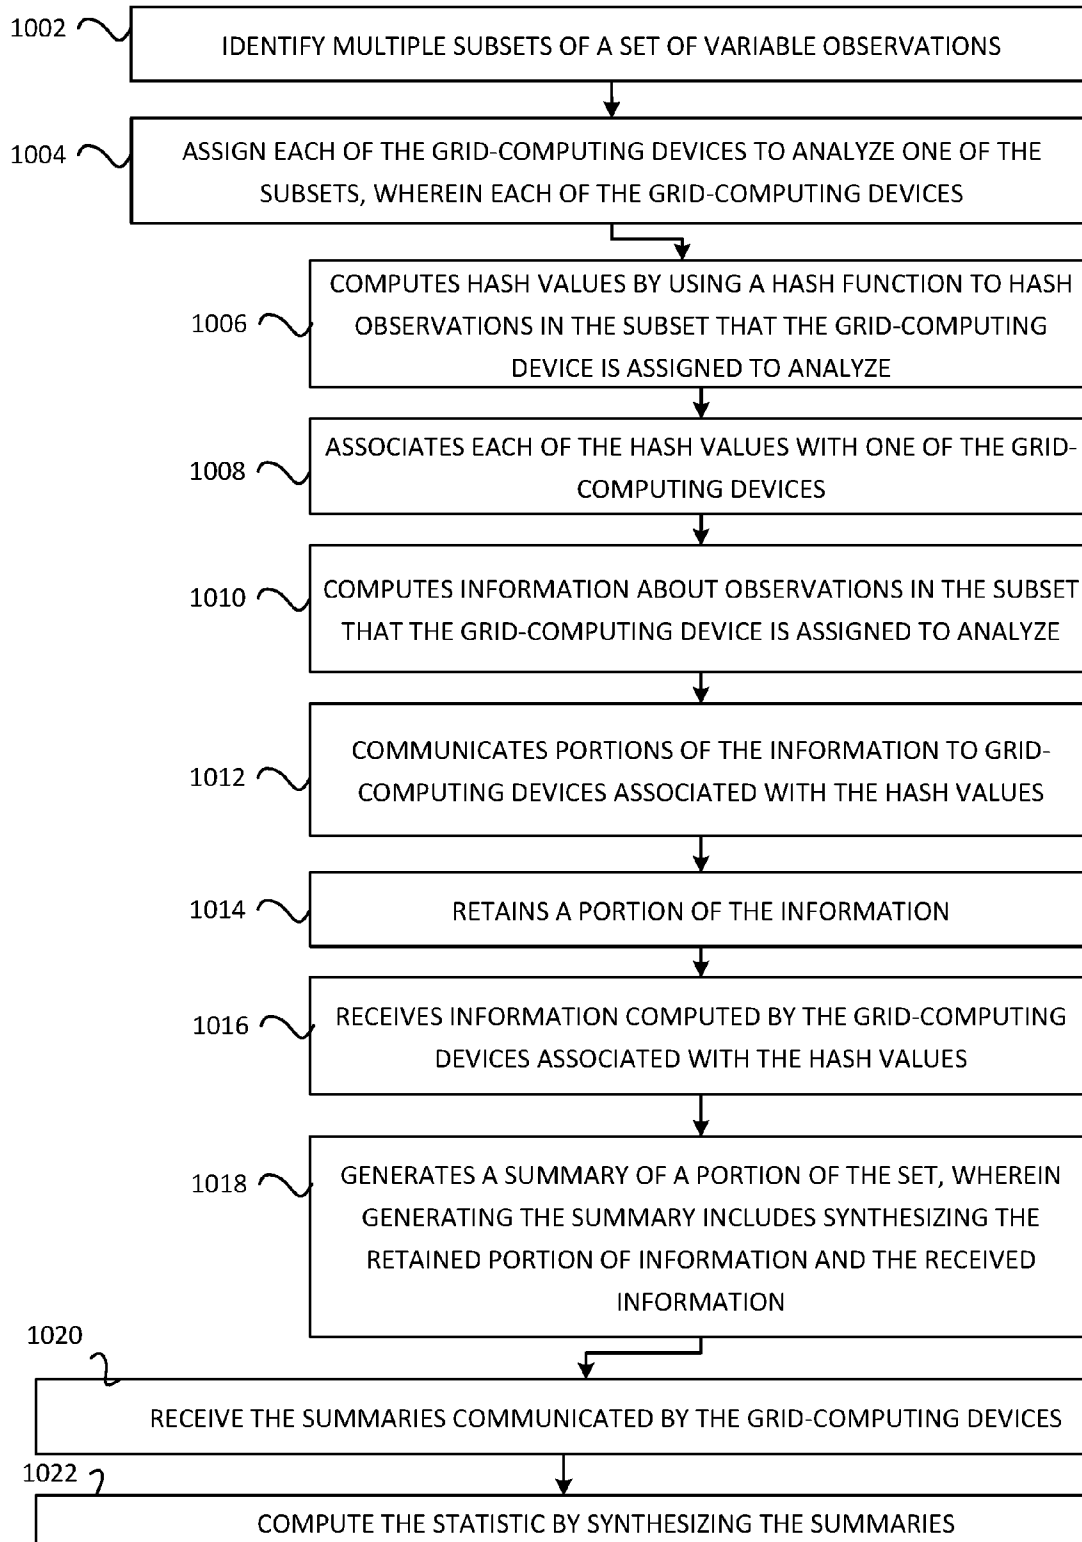 1002
IDENTIFY MULTIPLE SUBSETS OF A SET OF VARIABLE OBSERVATIONS
1004
ASSIGN EACH OF THE GRID-COMPUTING DEVICES TO ANALYZE ONE OF THE
SUBSETS, WHEREIN EACH OF THE GRID-COMPUTING DEVICES
1006
COMPUTES HASH VALUES BY USING A HASH FUNCTION TO HASH
OBSERVATIONS IN THE SUBSET THAT THE GRID-COMPUTING
DEVICE IS ASSIGNED TO ANALYZE
1008
ASSOCIATES EACH OF THE HASH VALUES WITH ONE OF THE GRID-
COMPUTING DEVICES
1010
COMPUTES INFORMATION ABOUT OBSERVATIONS IN THE SUBSET
THAT THE GRID-COMPUTING DEVICE IS ASSIGNED TO ANALYZE
1012
COMMUNICATES PORTIONS OF THE INFORMATION TO GRID-
COMPUTING DEVICES ASSOCIATED WITH THE HASH VALUES
1014
RETAINS A PORTION OF THE INFORMATION
1016
RECEIVES INFORMATION COMPUTED BY THE GRID-COMPUTING
DEVICES ASSOCIATED WITH THE HASH VALUES
1018
GENERATES A SUMMARY OF A PORTION OF THE SET, WHEREIN
GENERATING THE SUMMARY INCLUDES SYNTHESIZING THE
RETAINED PORTION OF INFORMATION AND THE RECEIVED
INFORMATION
1020
RECEIVE THE SUMMARIES COMMUNICATED BY THE GRID-COMPUTING DEVICES
1022
COMPUTE THE STATISTIC BY SYNTHESIZING THE SUMMARIES